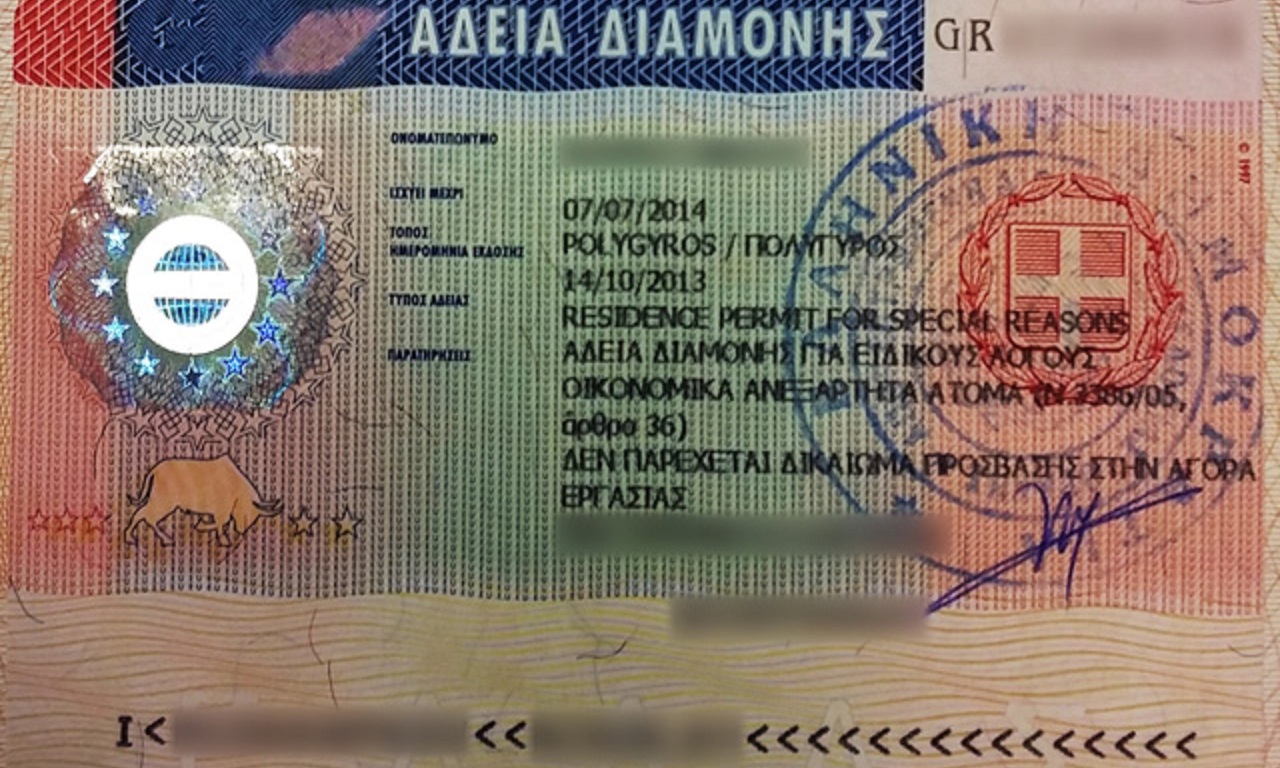 ΑΔΕΙΑ ΔΙΑΜΟΝΗΣ GR
© 1997
ΟΝΟΜΑΤΕΠΩΝΥΜΟ
ΙΣΧΥΕΙ ΜΕΧΡΙ 07/07/2014
ΤΟΠΟΣ POLYGYROS / ΠΟΛΥΓΥΡΟΣ
ΗΜΕΡΟΜΗΝΙΑ ΕΚΔΟΣΗΣ 14/10/2013
ΤΥΠΟΣ ΑΔΕΙΑΣ RESIDENCE PERMIT FOR SPECIAL REASONS
ΠΑΡΑΤΗΡΗΣΕΙΣ ΑΔΕΙΑ ΔΙΑΜΟΝΗΣ ΓΙΑ ΕΙΔΙΚΟΥΣ ΛΟΓΟΥΣ
ΟΙΚΟΝΟΜΙΚΑ ΑΝΕΞΑΡΤΗΤΑ ΑΤΟΜΑ (Ν.3386/05,
άρθρο 36)
ΔΕΝ ΠΑΡΕΧΕΤΑΙ ΔΙΚΑΙΩΜΑ ΠΡΟΣΒΑΣΗΣ ΣΤΗΝ ΑΓΟΡΑ
ΕΡΓΑΣΙΑΣ
ΕΛΛΗΝΙΚΗ
I< << <<<<<<<<<<<<<<<